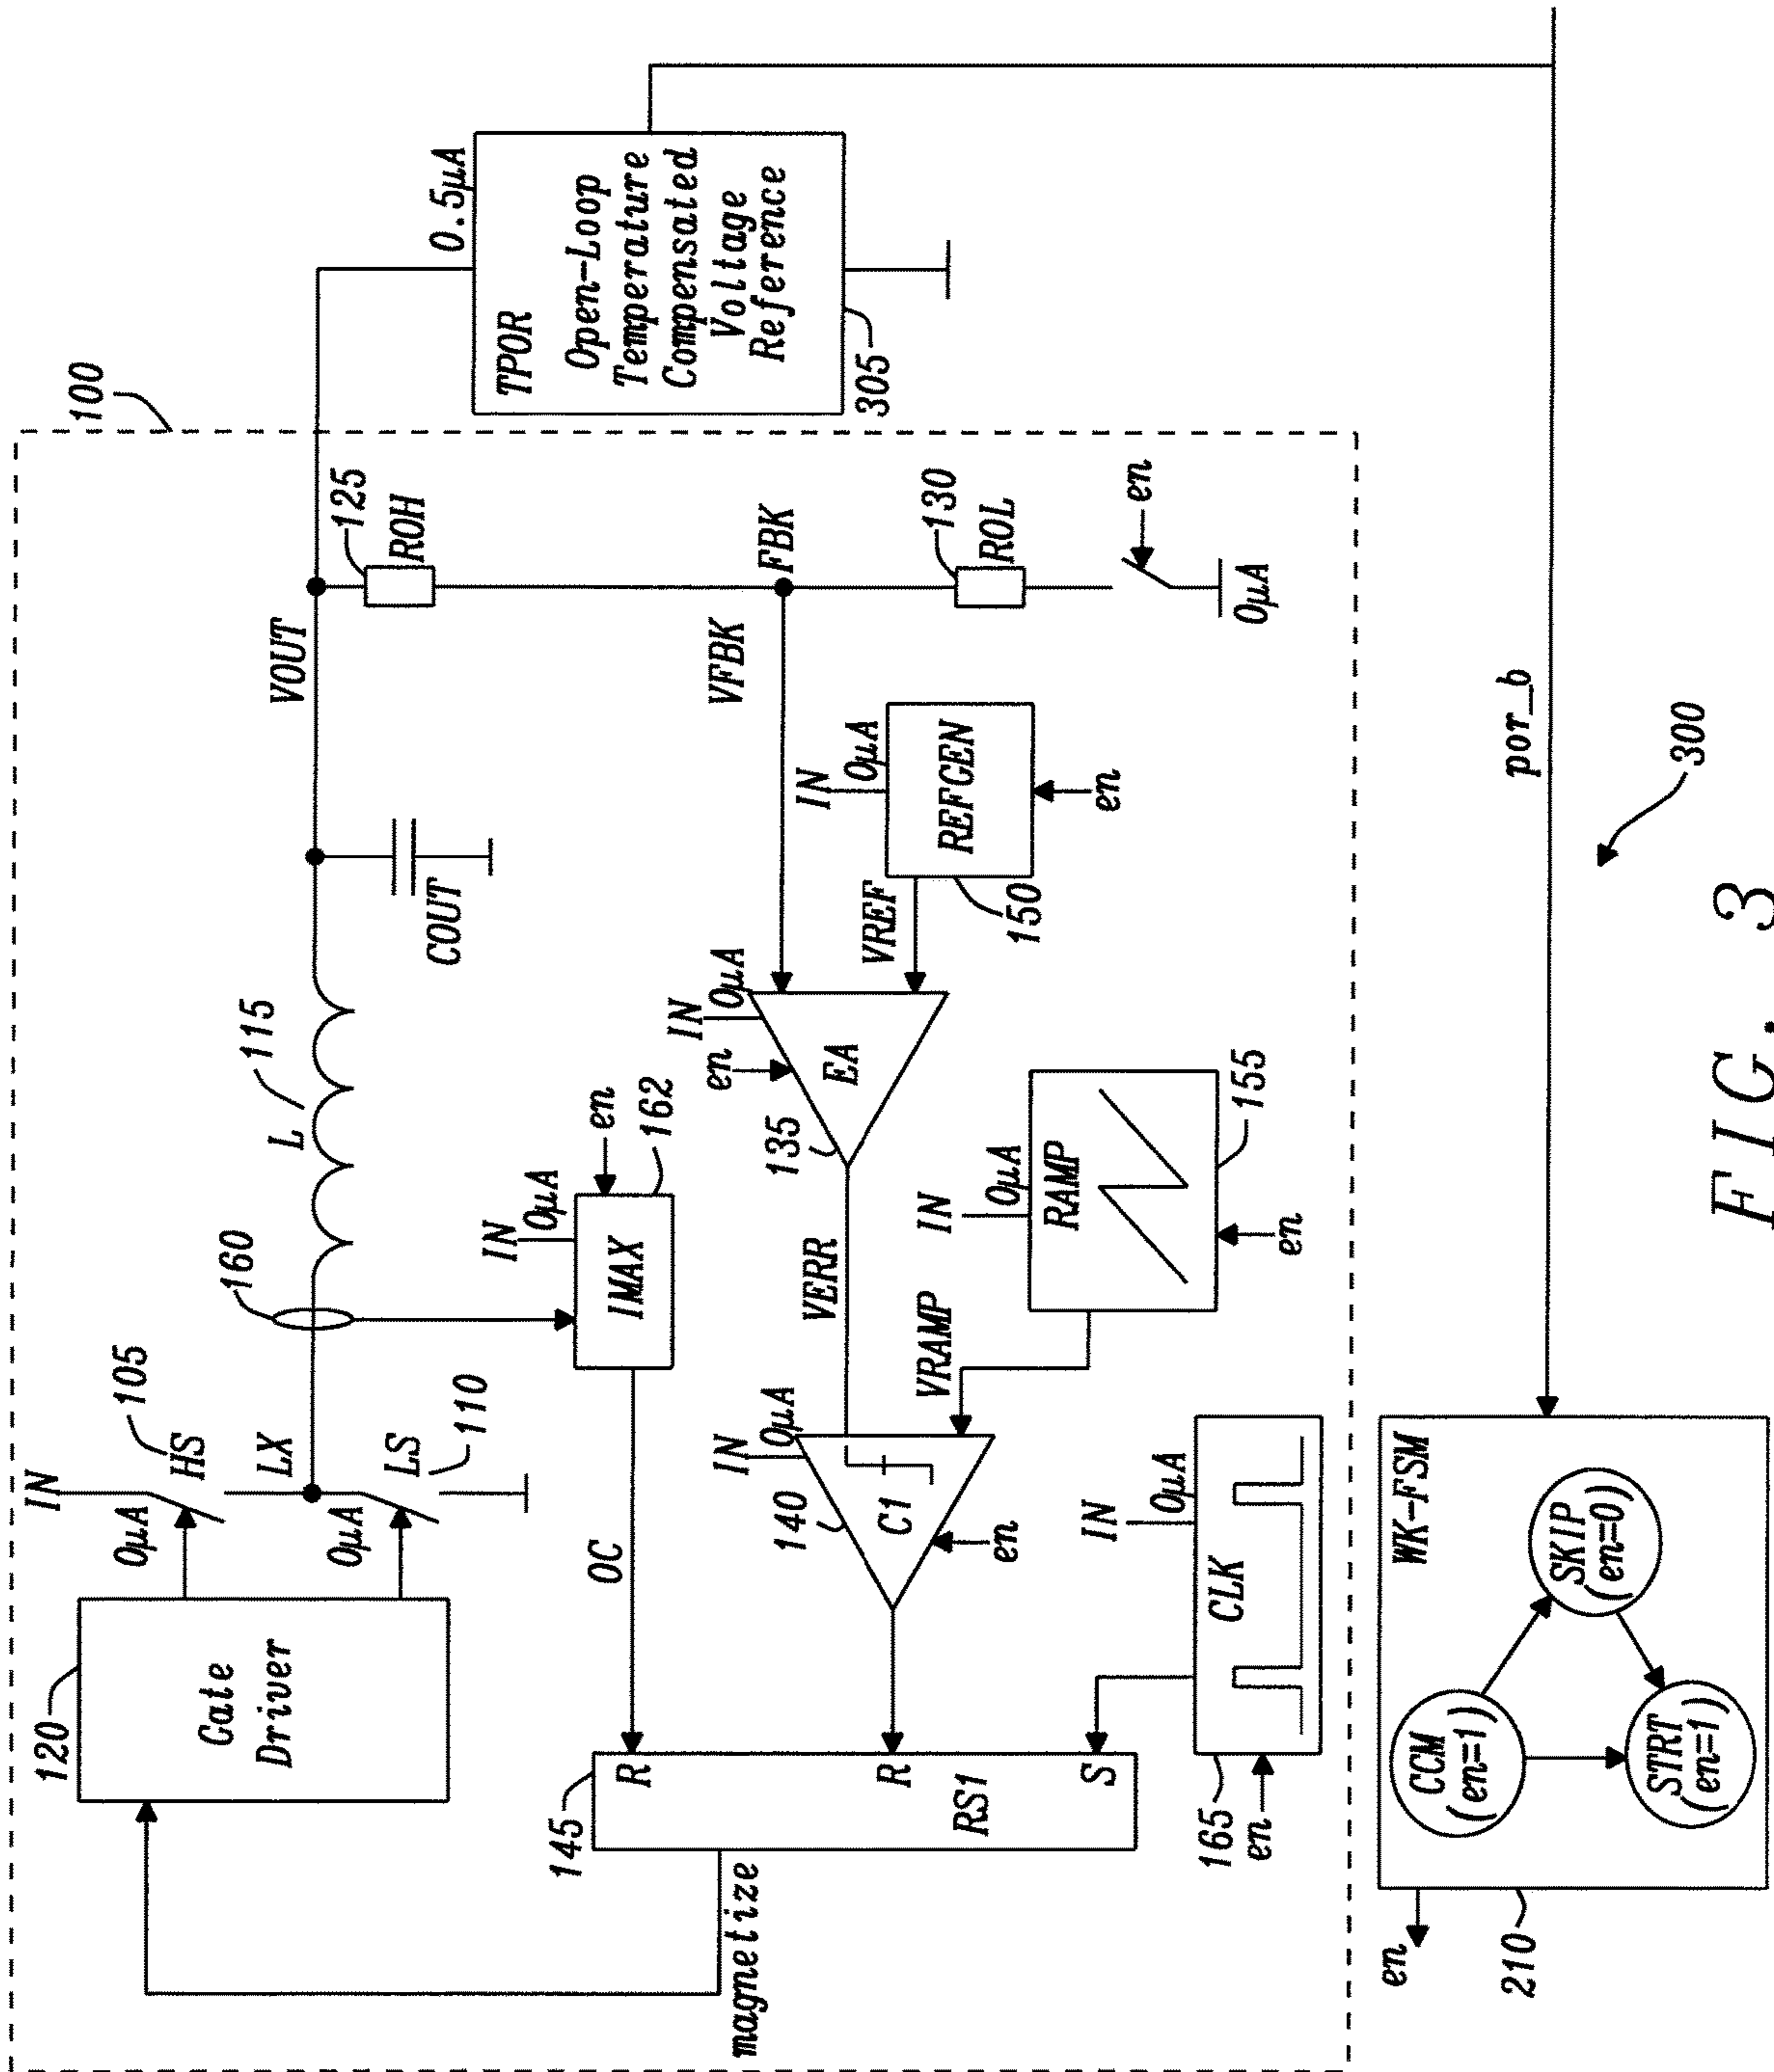 100
IN
105
HS
0µA
LX
0µA
LS
110
120
Gate
Driver
160
L
115
VOUT
COUT
125
ROH
0.5µA
TPOR
Open-Loop
Temperature
Compensated
Voltage
Reference
305
IN
0µA
IMAX
en
162
OC
FBK
VFBK
130
ROL
en
0µA
IN
0µA
REFGEN
en
150
VREF
IN
0µA
en
EA
135
VERR
IN
0µA
RAMP
155
en
VRAMP
IN
0µA
140
C1
en
145
R
R
S
RS1
magnetize
IN
0µA
CLK
165
en
WK-FSM
CCM
(en=1)
SKIP
(en=0)
STRT
(en=1)
en
210
por_b
300
FIG. 3